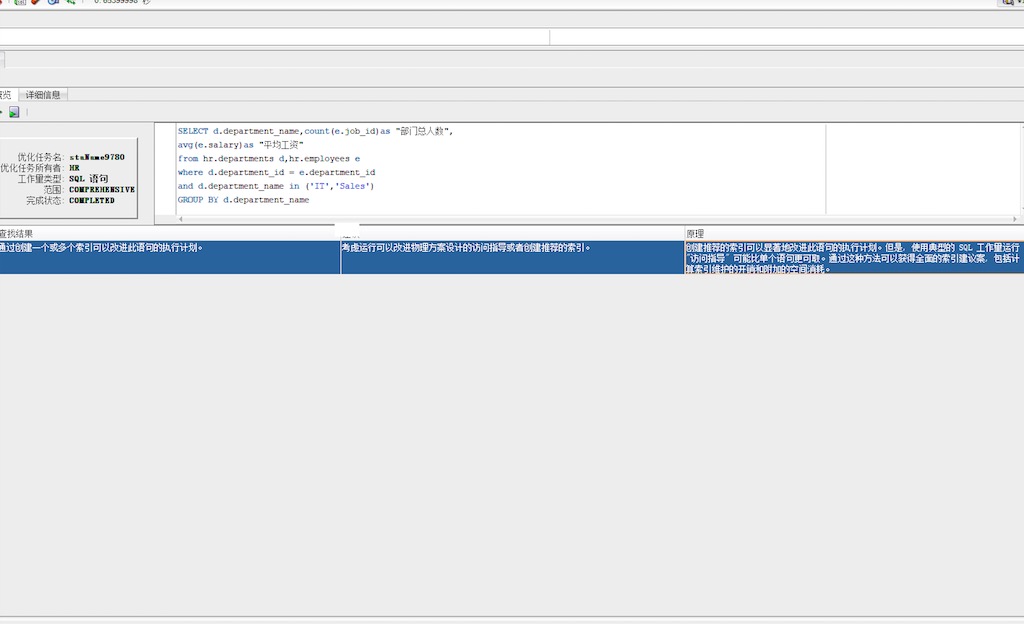 0.65399998 秒
详细信息
优化任务名: staName9780
优化任务所有者: HR
工作量类型: SQL 语句
范围: COMPREHENSIVE
完成状态: COMPLETED
SELECT d.department_name,count(e.job_id)as "部门总人数",
avg(e.salary)as "平均工资"
from hr.departments d,hr.employees e
where d.department_id = e.department_id
and d.department_name in ('IT','Sales')
GROUP BY d.department_name
查找结果
原理
通过创建一个或多个索引可以改进此语句的执行计划。
考虑运行可以改进物理方案设计的访问指导或者创建推荐的索引。
创建推荐的索引可以显著地改进此语句的执行计划。但是, 使用典型的 SQL 工作量运行
"访问指导" 可能比单个语句更可取。通过这种方法可以获得全面的索引建议案, 包括计
算索引维护的开销和附加的空间消耗。